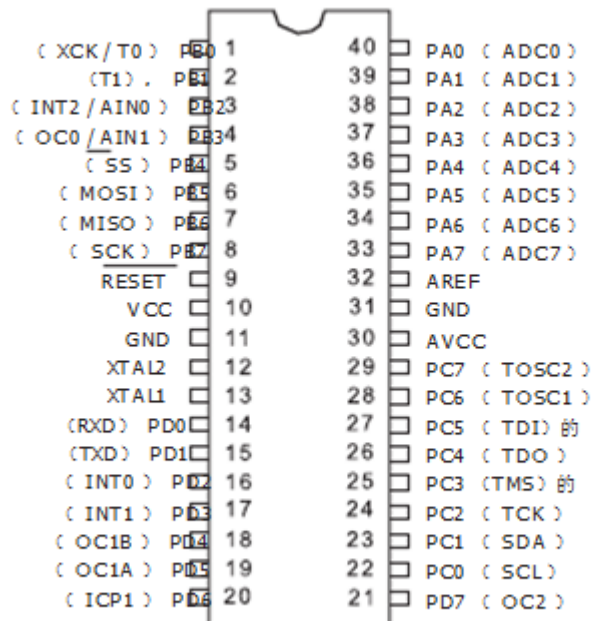 ( XCK/T0 ) PB0 1 40 PA0 ( ADC0 )
(T1) . PB1 2 39 PA1 ( ADC1 )
( INT2/AIN0 ) PB2 3 38 PA2 ( ADC2 )
( OC0/AIN1 ) PB3 4 37 PA3 ( ADC3 )
( SS ) PB4 5 36 PA4 ( ADC4 )
( MOSI ) PB5 6 35 PA5 ( ADC5 )
( MISO ) PB6 7 34 PA6 ( ADC6 )
( SCK ) PB7 8 33 PA7 ( ADC7 )
RESET 9 32 AREF
VCC 10 31 GND
GND 11 30 AVCC
XTAL2 12 29 PC7 ( TOSC2 )
XTAL1 13 28 PC6 ( TOSC1 )
(RXD) PD0 14 27 PC5 ( TDI) 的
(TXD) PD1 15 26 PC4 ( TDO )
( INT0 ) PD2 16 25 PC3 (TMS) 的
( INT1 ) PD3 17 24 PC2 ( TCK )
( OC1B ) PD4 18 23 PC1 ( SDA )
( OC1A ) PD5 19 22 PC0 ( SCL )
( ICP1 ) PD6 20 21 PD7 ( OC2 )